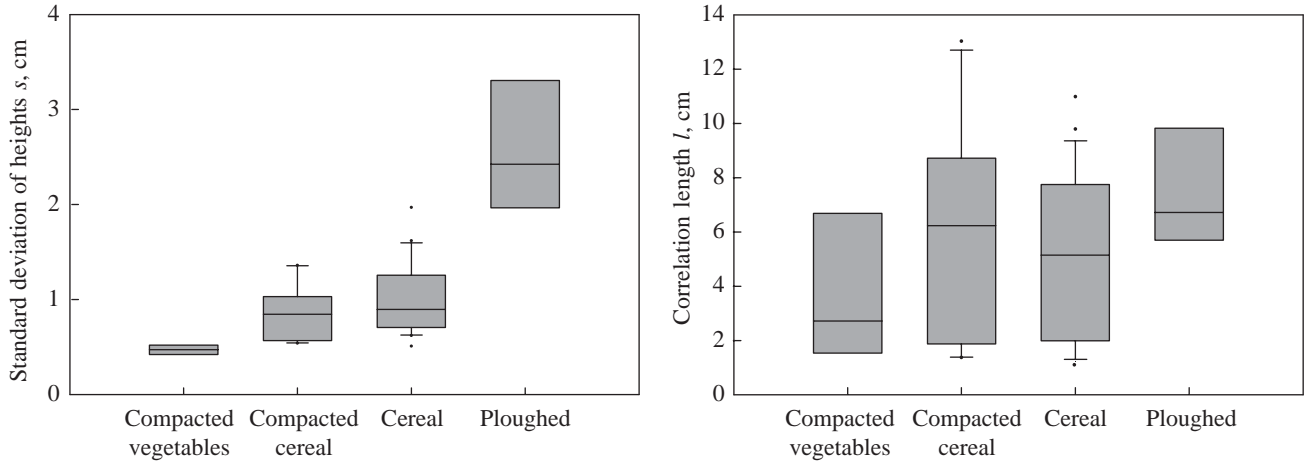 Standard deviation of heights s, cm
4
3
2
1
0
Compacted vegetables
Compacted cereal
Cereal
Ploughed
Correlation length l, cm
14
12
10
8
6
4
2
0
Compacted vegetables
Compacted cereal
Cereal
Ploughed